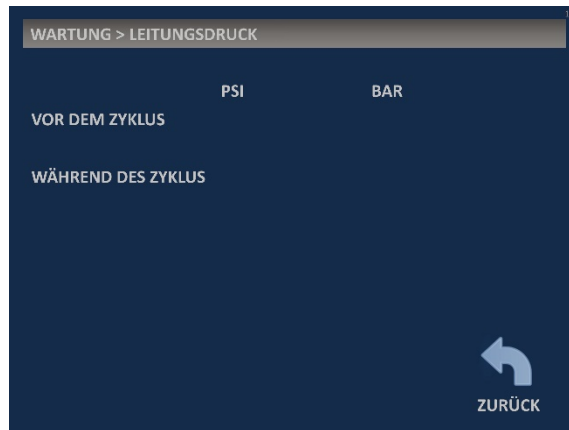 WARTUNG > LEITUNGSDRUCK
PSI BAR
VOR DEM ZYKLUS
WÄHREND DES ZYKLUS
ZURÜCK